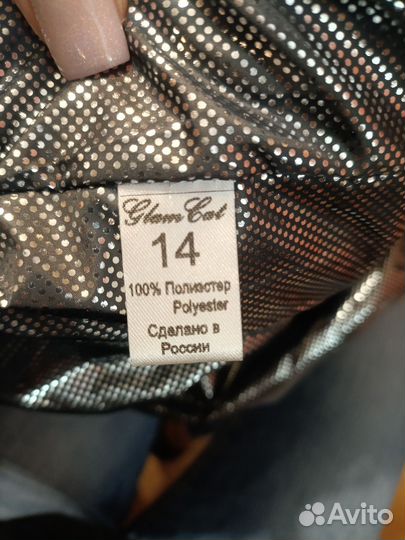 Glam Cat
14
100% Полиэстер
Polyester
Сделано в
России
Avito